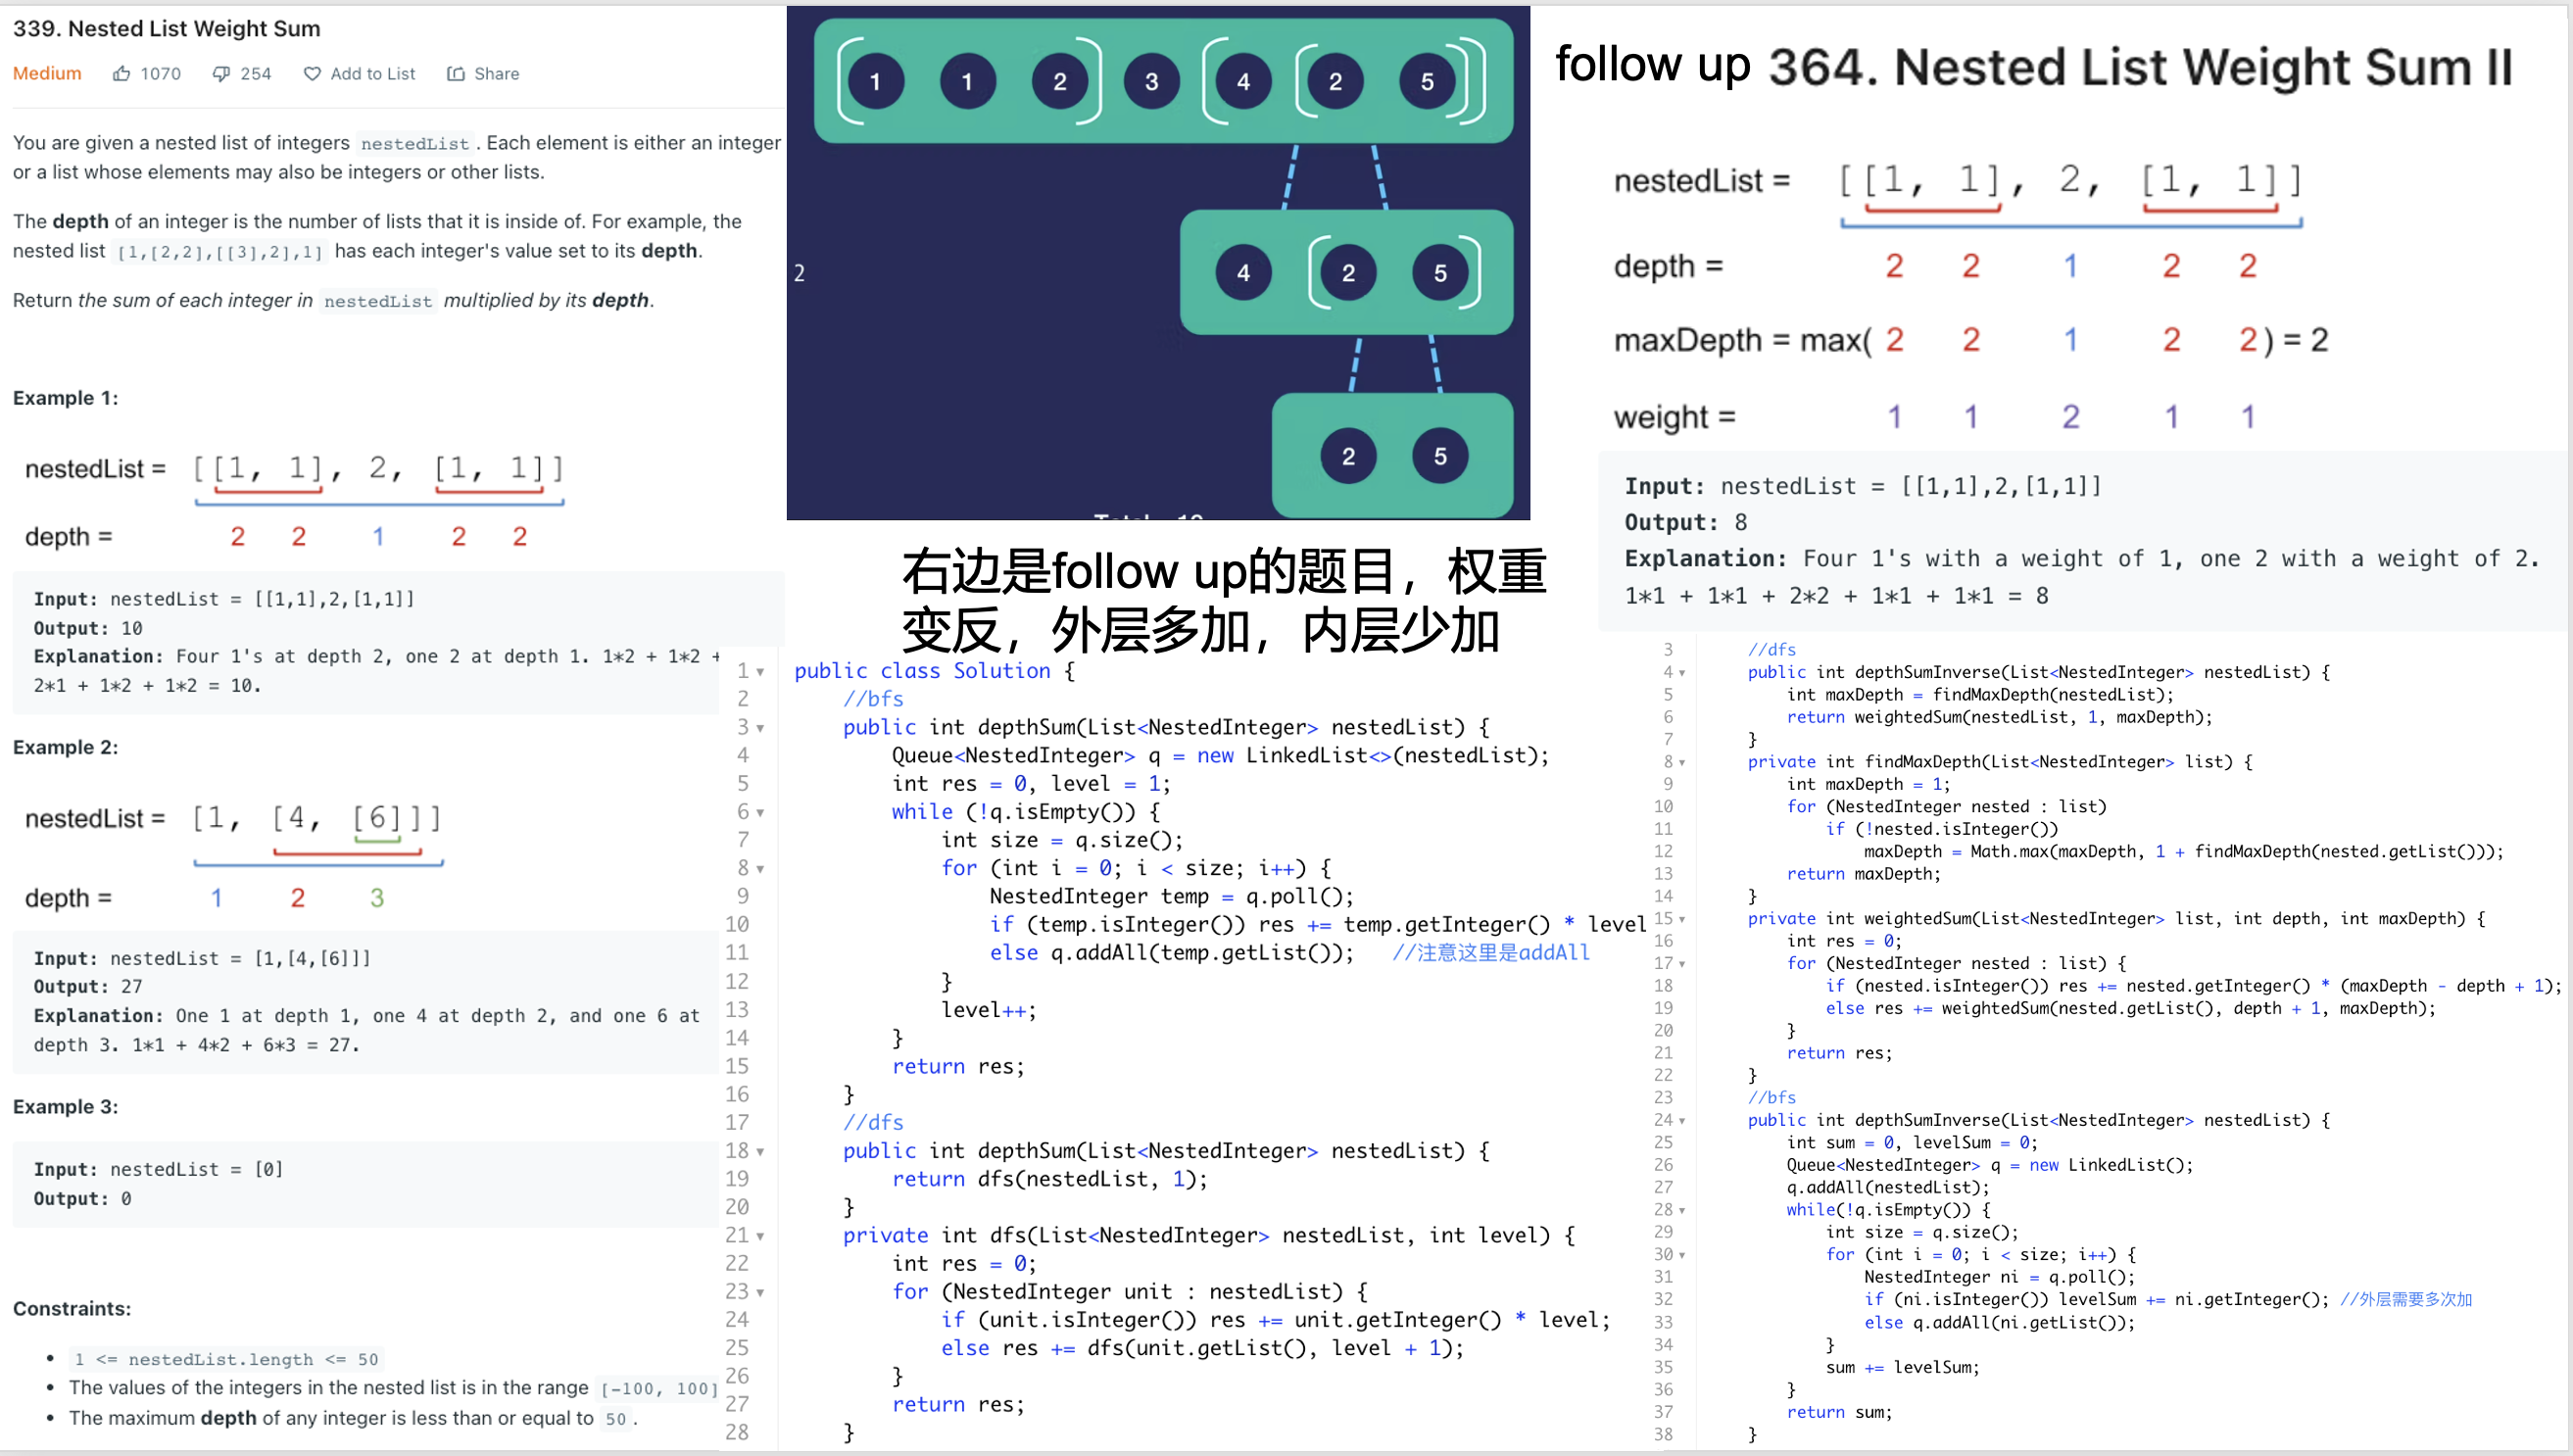 339. Nested List Weight Sum
Medium 1070 254 Add to List Share
You are given a nested list of integers nestedList . Each element is either an integer
or a list whose elements may also be integers or other lists.
The depth of an integer is the number of lists that it is inside of. For example, the
nested list [1,[2,2],[[3],2],1] has each integer's value set to its depth.
Return the sum of each integer in nestedList multiplied by its depth.
Example 1:
nestedList = [[1, 1], 2, [1, 1]]
depth = 2 2 1 2 2
Input: nestedList = [[1,1],2,[1,1]]
Output: 10
Explanation: Four 1's at depth 2, one 2 at depth 1. 1*2 + 1*2 +
2*1 + 1*2 + 1*2 = 10.
Example 2:
nestedList = [1, [4, [6]]]
depth = 1 2 3
Input: nestedList = [1,[4,[6]]]
Output: 27
Explanation: One 1 at depth 1, one 4 at depth 2, and one 6 at
depth 3. 1*1 + 4*2 + 6*3 = 27.
Example 3:
Input: nestedList = [0]
Output: 0
Constraints:
• 1 <= nestedList.length <= 50
• The values of the integers in the nested list is in the range [-100, 100]
• The maximum depth of any integer is less than or equal to 50 .
(1 1 2) 3 (4 (2 5))
2
4 (2 5)
2 5
右边是follow up的题目，权重
变反，外层多加，内层少加
1 public class Solution {
2 //bfs
3 public int depthSum(List<NestedInteger> nestedList) {
4 Queue<NestedInteger> q = new LinkedList<>(nestedList);
5 int res = 0, level = 1;
6 while (!q.isEmpty()) {
7 int size = q.size();
8 for (int i = 0; i < size; i++) {
9 NestedInteger temp = q.poll();
10 if (temp.isInteger()) res += temp.getInteger() * level
11 else q.addAll(temp.getList()); //注意这里是addAll
12 }
13 level++;
14 }
15 return res;
16 }
17 //dfs
18 public int depthSum(List<NestedInteger> nestedList) {
19 return dfs(nestedList, 1);
20 }
21 private int dfs(List<NestedInteger> nestedList, int level) {
22 int res = 0;
23 for (NestedInteger unit : nestedList) {
24 if (unit.isInteger()) res += unit.getInteger() * level;
25 else res += dfs(unit.getList(), level + 1);
26 }
27 return res;
28 }
follow up 364. Nested List Weight Sum II
nestedList = [[1, 1], 2, [1, 1]]
depth = 2 2 1 2 2
maxDepth = max( 2 2 1 2 2 ) = 2
weight = 1 1 2 1 1
Input: nestedList = [[1,1],2,[1,1]]
Output: 8
Explanation: Four 1's with a weight of 1, one 2 with a weight of 2.
1*1 + 1*1 + 2*2 + 1*1 + 1*1 = 8
3 //dfs
4 public int depthSumInverse(List<NestedInteger> nestedList) {
5 int maxDepth = findMaxDepth(nestedList);
6 return weightedSum(nestedList, 1, maxDepth);
7 }
8 private int findMaxDepth(List<NestedInteger> list) {
9 int maxDepth = 1;
10 for (NestedInteger nested : list)
11 if (!nested.isInteger())
12 maxDepth = Math.max(maxDepth, 1 + findMaxDepth(nested.getList()));
13 return maxDepth;
14 }
15 private int weightedSum(List<NestedInteger> list, int depth, int maxDepth) {
16 int res = 0;
17 for (NestedInteger nested : list) {
18 if (nested.isInteger()) res += nested.getInteger() * (maxDepth - depth + 1);
19 else res += weightedSum(nested.getList(), depth + 1, maxDepth);
20 }
21 return res;
22 }
23 //bfs
24 public int depthSumInverse(List<NestedInteger> nestedList) {
25 int sum = 0, levelSum = 0;
26 Queue<NestedInteger> q = new LinkedList();
27 q.addAll(nestedList);
28 while(!q.isEmpty()) {
29 int size = q.size();
30 for (int i = 0; i < size; i++) {
31 NestedInteger ni = q.poll();
32 if (ni.isInteger()) levelSum += ni.getInteger(); //外层需要多次加
33 else q.addAll(ni.getList());
34 }
35 sum += levelSum;
36 }
37 return sum;
38 }